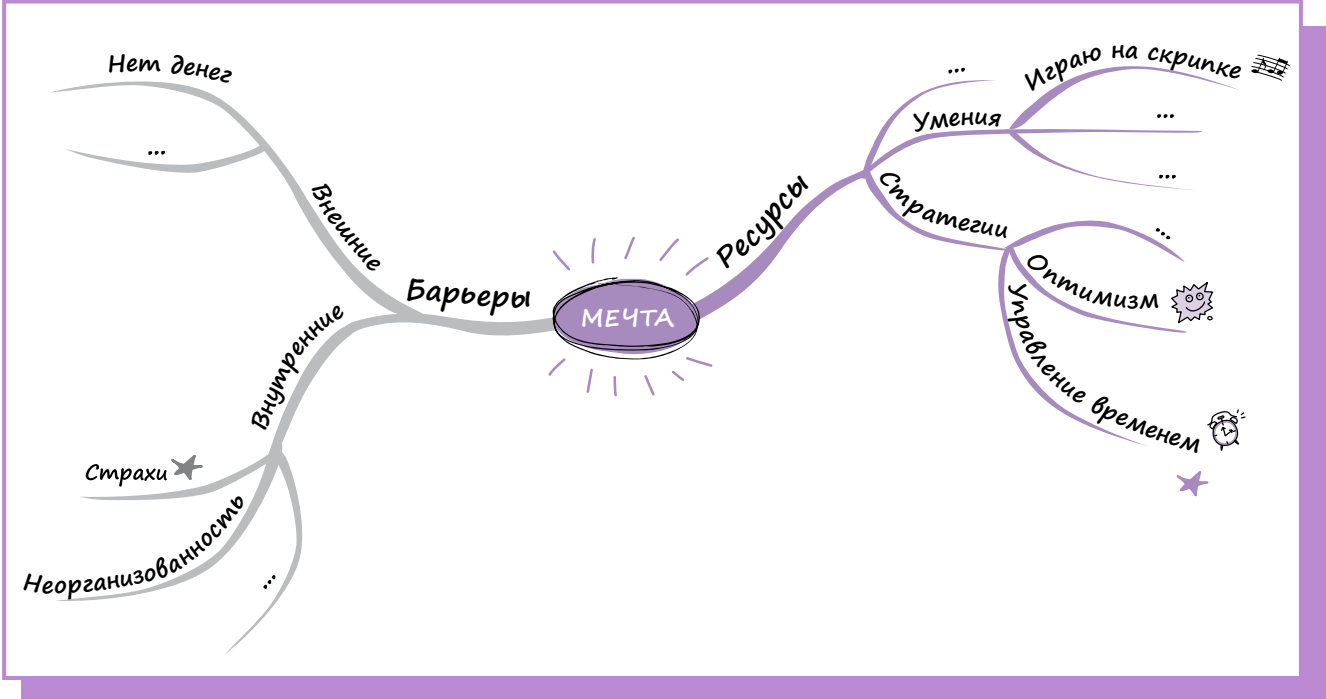 Нет денег
...
Внешние
Барьеры
Внутренние
Страхи
Неорганизованность
...
МЕЧТА
Ресурсы
...
Умения
Играю на скрипке
...
...
Стратегии
...
Оптимизм
Управление временем